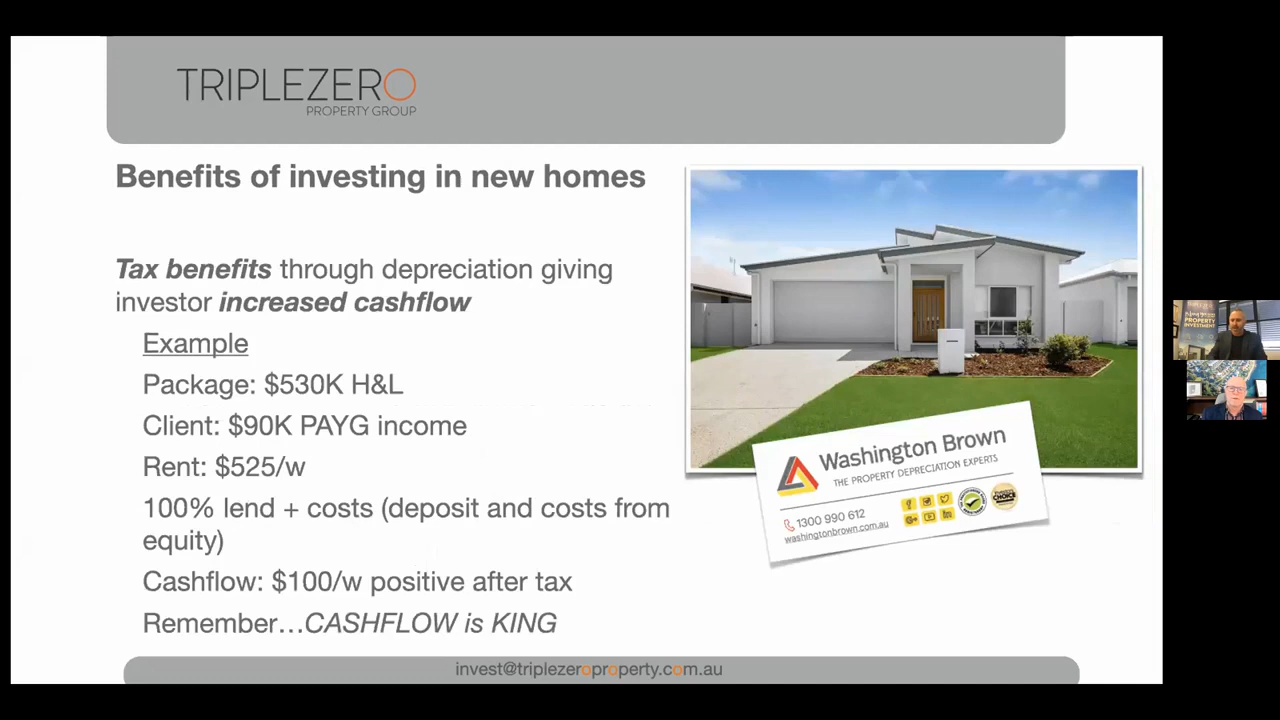 TRIPLEZERO
PROPERTY GROUP
Benefits of investing in new homes
Tax benefits through depreciation giving
investor increased cashflow
Example
Package: $530K H&L
Client: $90K PAYG income
Rent: $525/w
100% lend + costs (deposit and costs from
equity)
Cashflow: $100/w positive after tax
Remember…CASHFLOW is KING
Washington Brown
THE PROPERTY DEPRECIATION EXPERTS
1300 990 612
washingtonbrown.com.au
CHOICE
invest@triplezeroproperty.com.au
PROPERTY
INVESTMENT